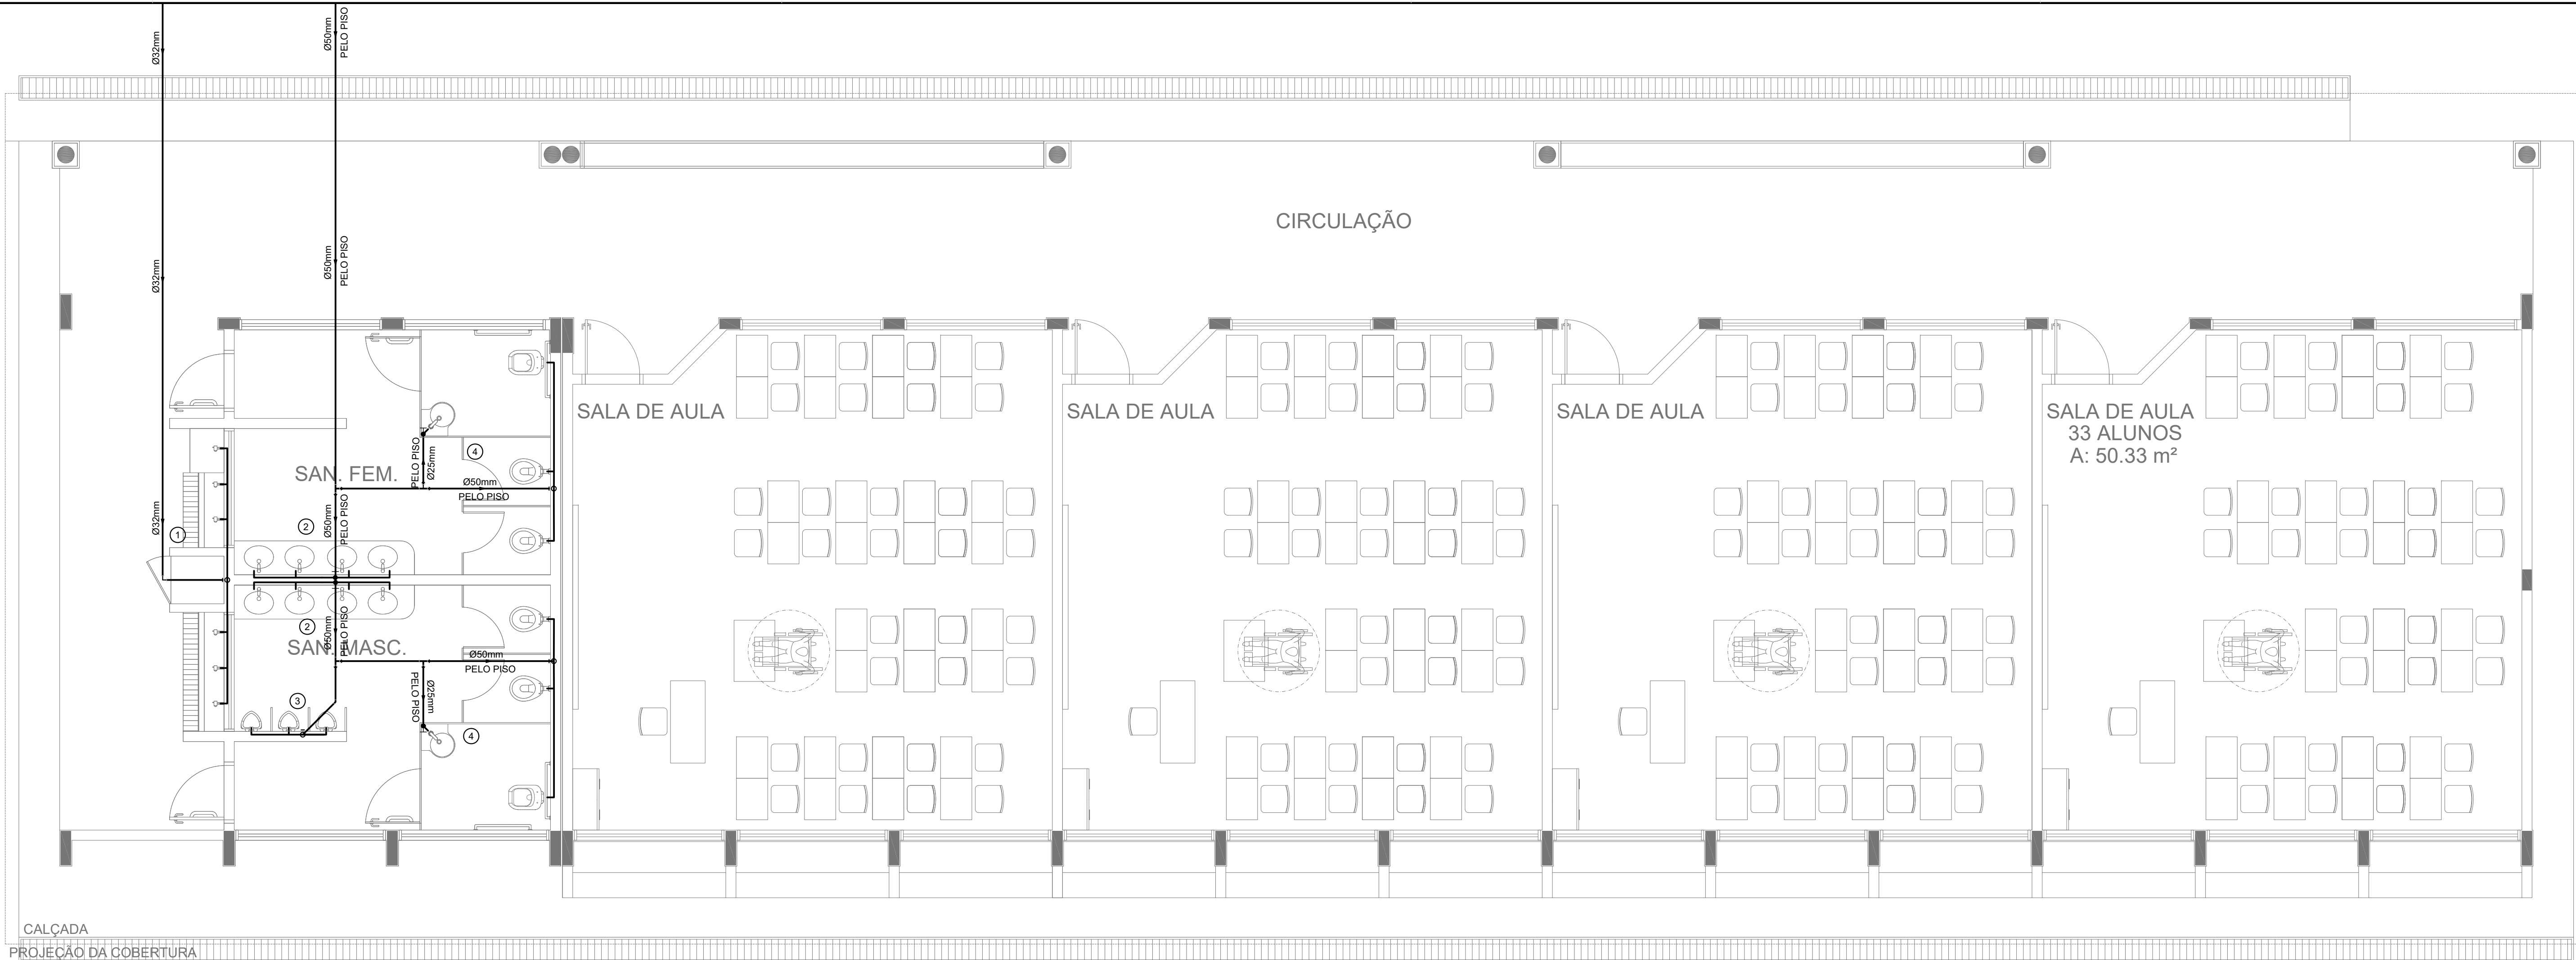 Ø32mm
Ø50mm
PELO PISO
CIRCULAÇÃO
Ø32mm
Ø50mm
PELO PISO
SALA DE AULA
SALA DE AULA
SALA DE AULA
SALA DE AULA
33 ALUNOS
A: 50.33 m²
SAN. FEM.
PELO PISO
Ø25mm
4
Ø50mm
PELO PISO
Ø32mm
1
2
Ø50mm
PELO PISO
2
SAN. MASC.
Ø50mm
PELO PISO
Ø50mm
PELO PISO
PELO PISO
Ø25mm
3
4
CALÇADA
PROJEÇÃO DA COBERTURA